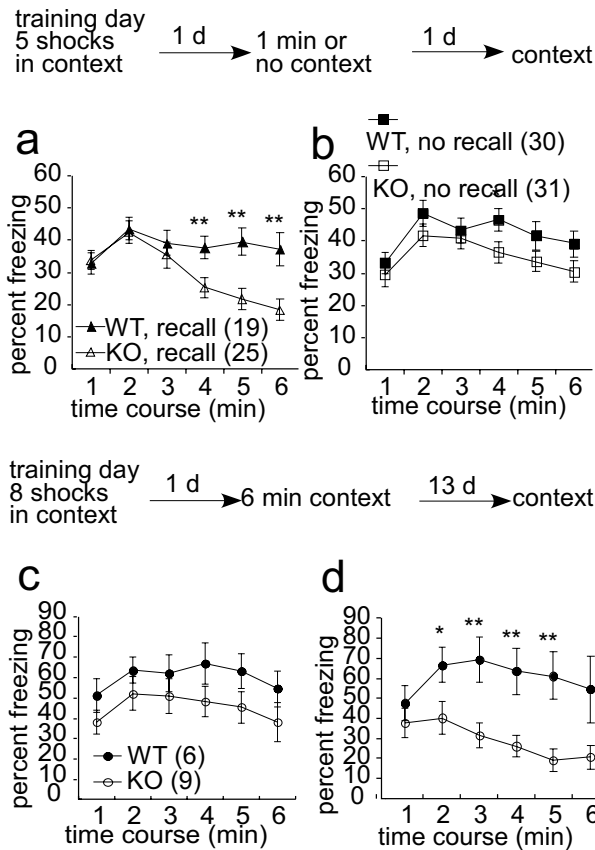 training day
5 shocks
in context
1 d
1 min or
no context
1 d
context
a
percent freezing
60
50
40
30
20
10
0
** ** **
WT, recall (19)
KO, recall (25)
1 2 3 4 5 6
time course (min)
b
WT, no recall (30)
KO, no recall (31)
percent freezing
60
50
40
30
20
10
0
*
1 2 3 4 5 6
time course (min)
training day
8 shocks
in context
1 d
6 min context
13 d
context
c
percent freezing
90
70
60
50
40
30
20
10
0
WT (6)
KO (9)
1 2 3 4 5 6
time course (min)
d
percent freezing
90
70
60
50
40
30
20
10
0
* ** ** **
1 2 3 4 5 6
time course (min)